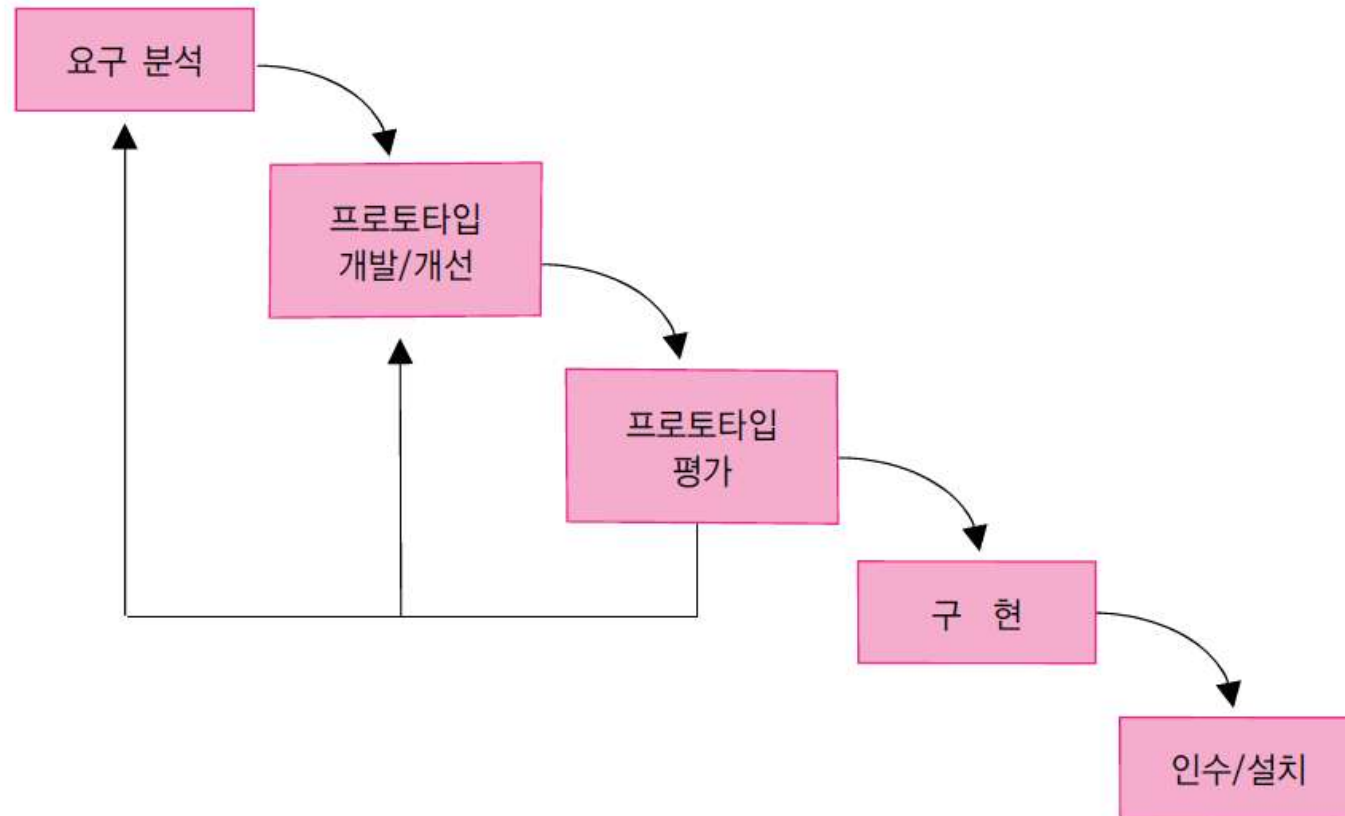 요구 분석
프로토타입
개발/개선
프로토타입
평가
구 현
인수/설치